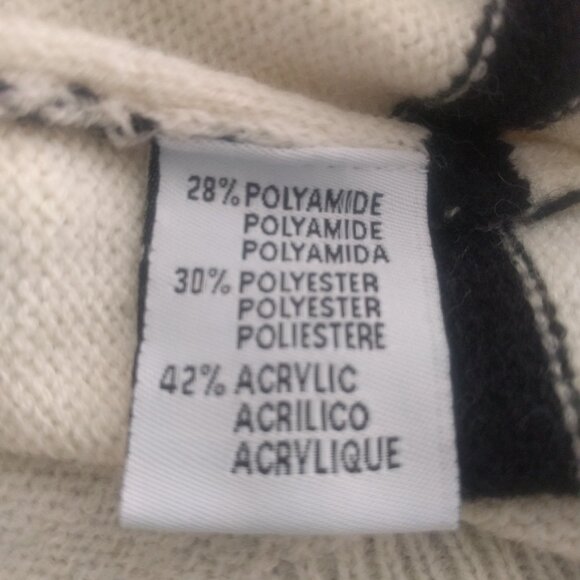 28% POLYAMIDE
POLYAMIDE
POLYAMIDA
30% POLYESTER
POLYESTER
POLIESTERE
42% ACRYLIC
ACRILICO
ACRYLIQUE